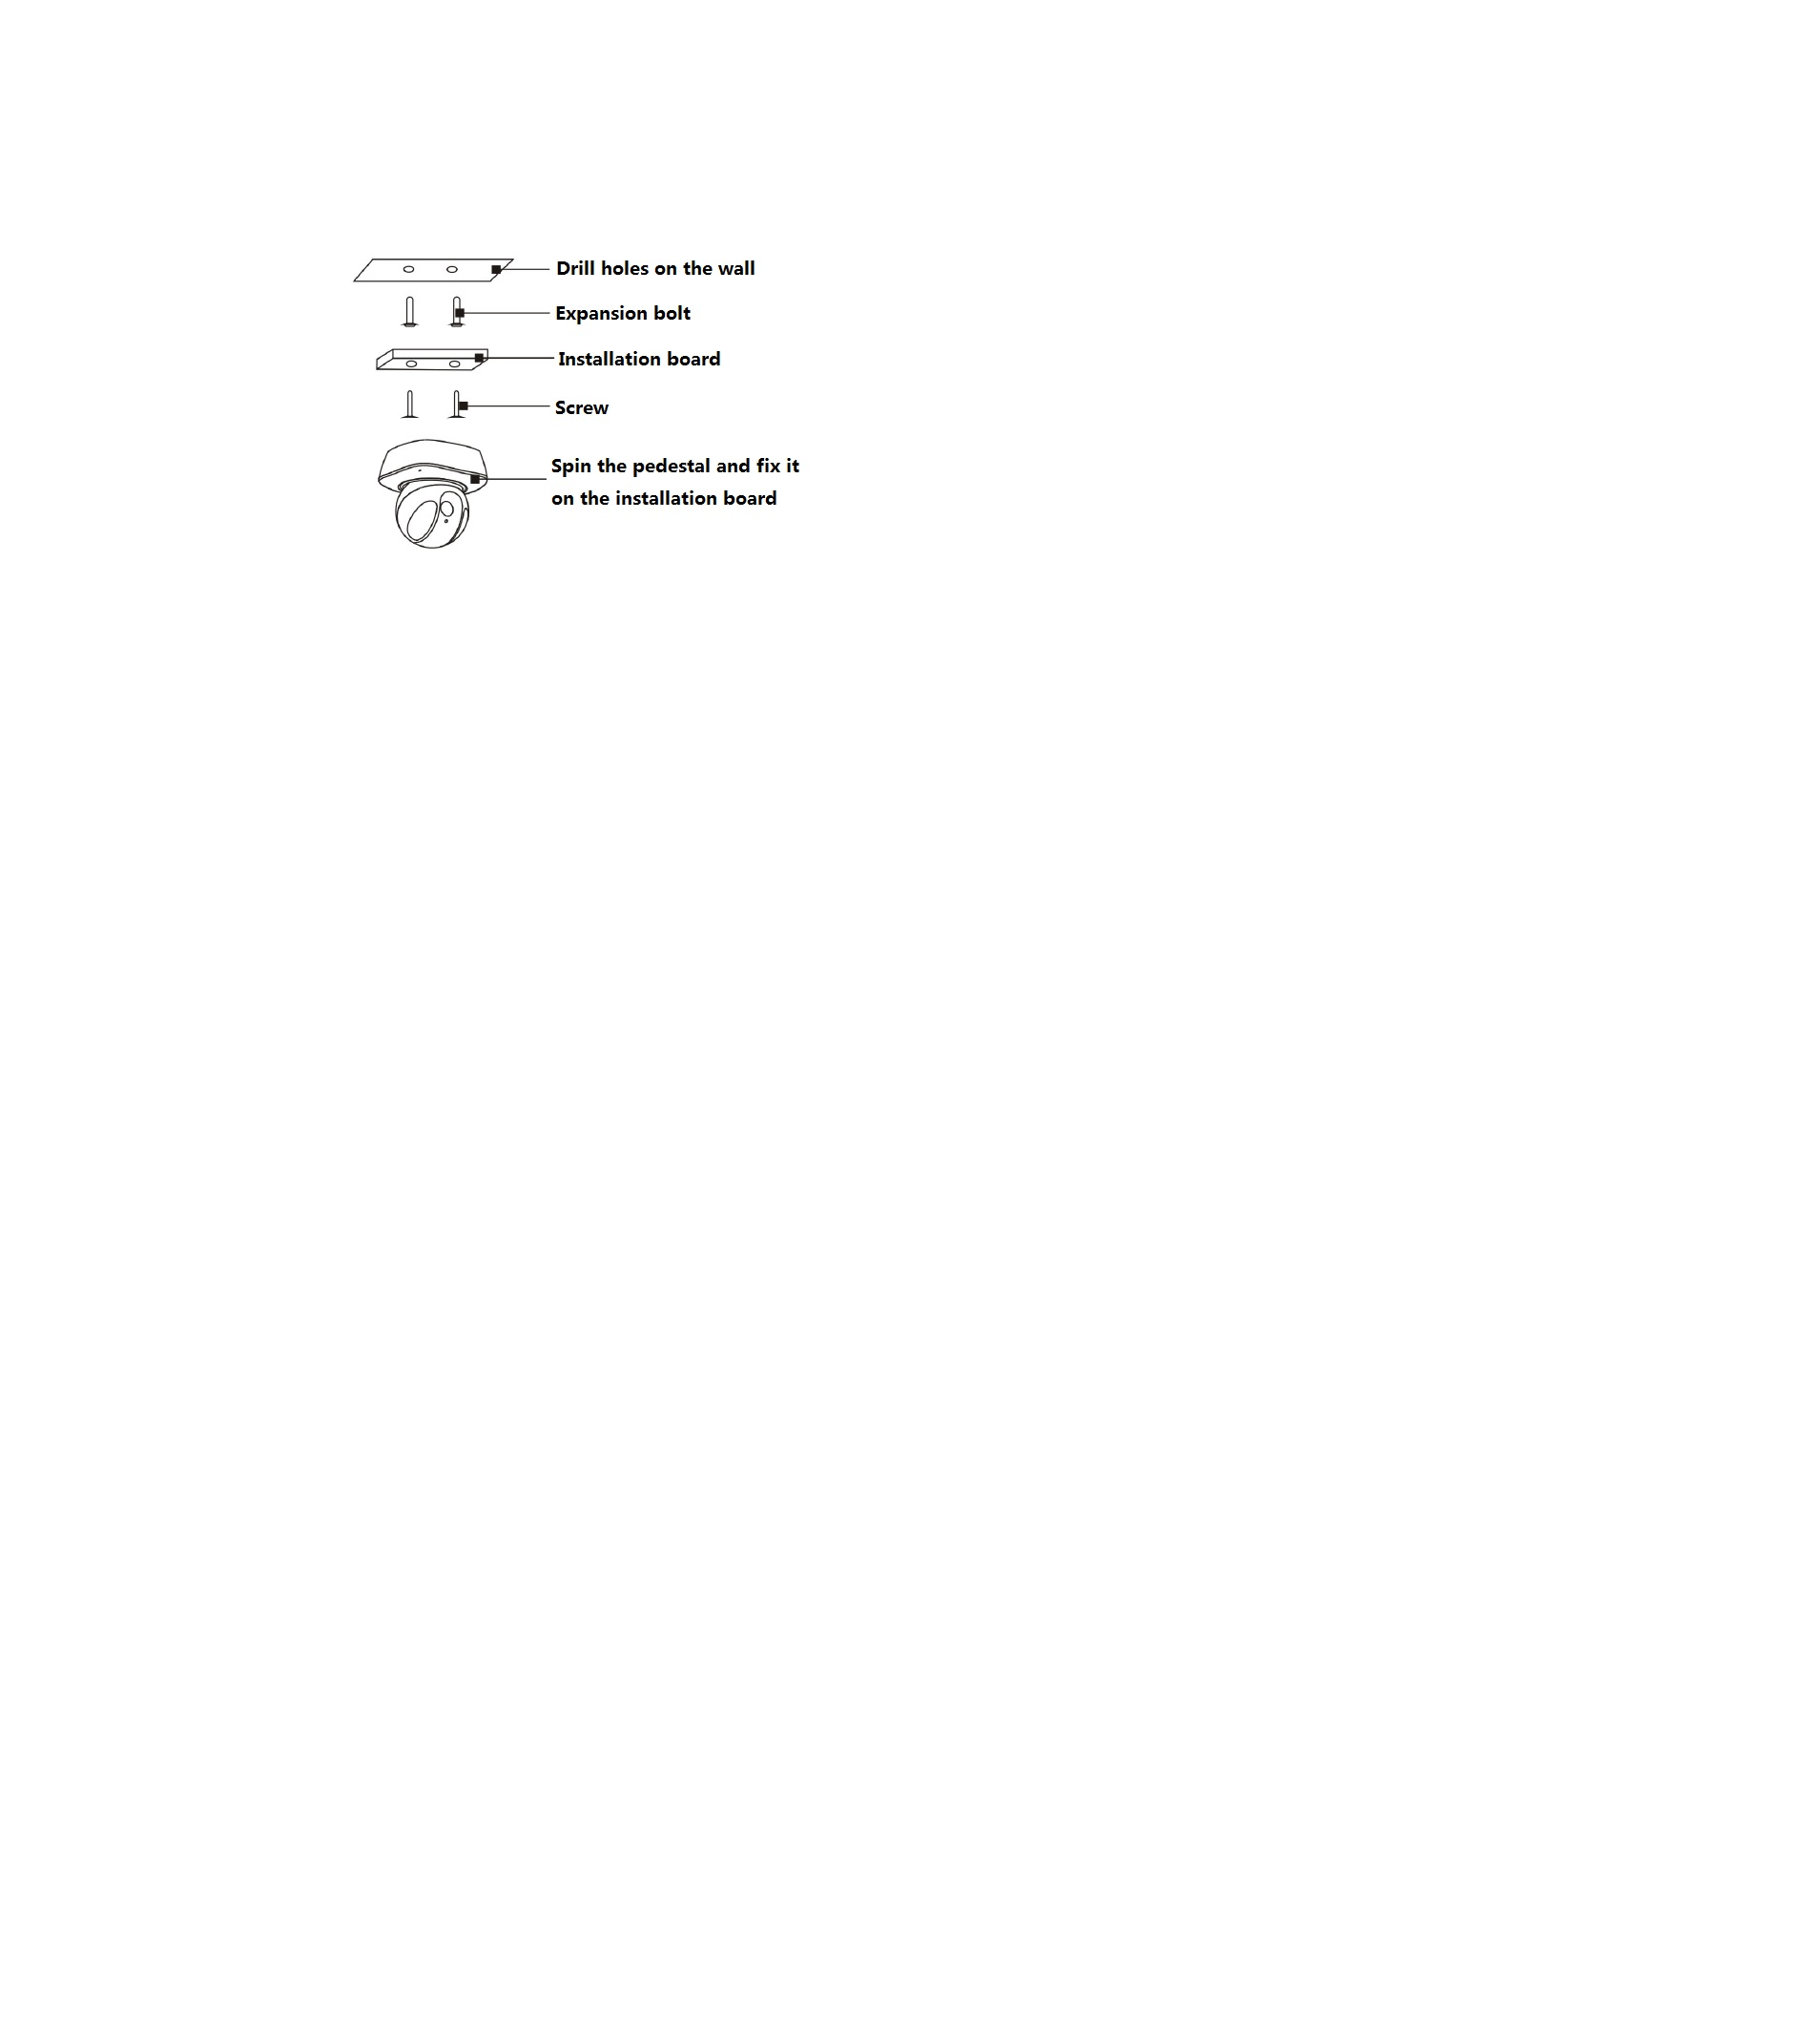 Drill holes on the wall
Expansion bolt
Installation board
Screw
Spin the pedestal and fix it
on the installation board